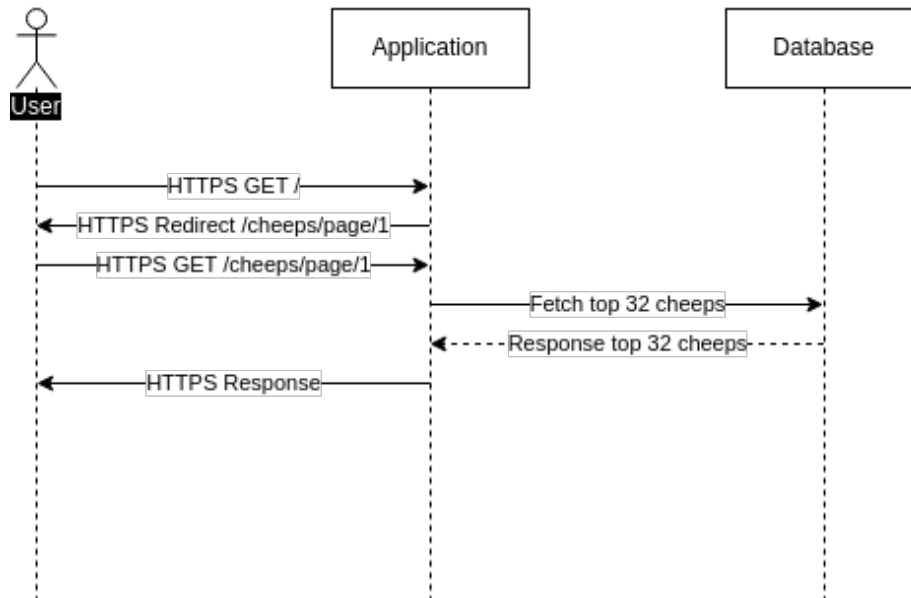 Application
Database
User
HTTPS GET /
HTTPS Redirect /cheeps/page/1
HTTPS GET /cheeps/page/1
Fetch top 32 cheeps
Response top 32 cheeps
HTTPS Response